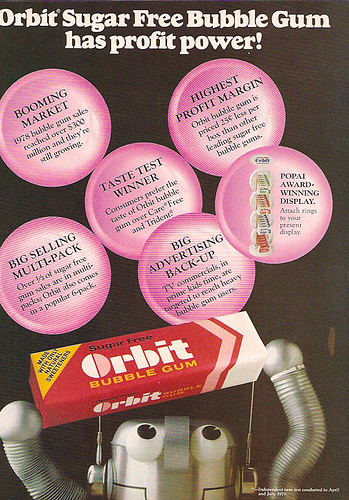 Orbit® Sugar Free Bubble Gum
has profit power!
BOOMING
MARKET
1978 bubble gum sales
reached over $300
million and they're
still growing.
HIGHEST
PROFIT MARGIN
Orbit bubble gum is
priced 25¢ less per
box than other
leading sugar free
bubble gums.
TASTE TEST
WINNER
Consumers prefer the
taste of Orbit bubble
gum over Care* Free
and Trident.*
Orbit
POPAI
AWARD-
WINNING
DISPLAY.
Attach rings
to your
present
display.
BIG SELLING
MULTI-PACK
Over ⅓ of sugar free
gum sales are in multi-
packs; Orbit also comes
in a popular 6-pack.
BIG
ADVERTISING
BACK-UP
TV commercials, in
prime kids time, are
targeted to reach heavy
bubble gum users.
MADE
WITH ONLY
NATURAL
SWEETENERS
Sugar Free
Orbit
BUBBLE GUM
Orbit BUBBLE
GUM
*Independent taste test conducted in April
and July, 1978.